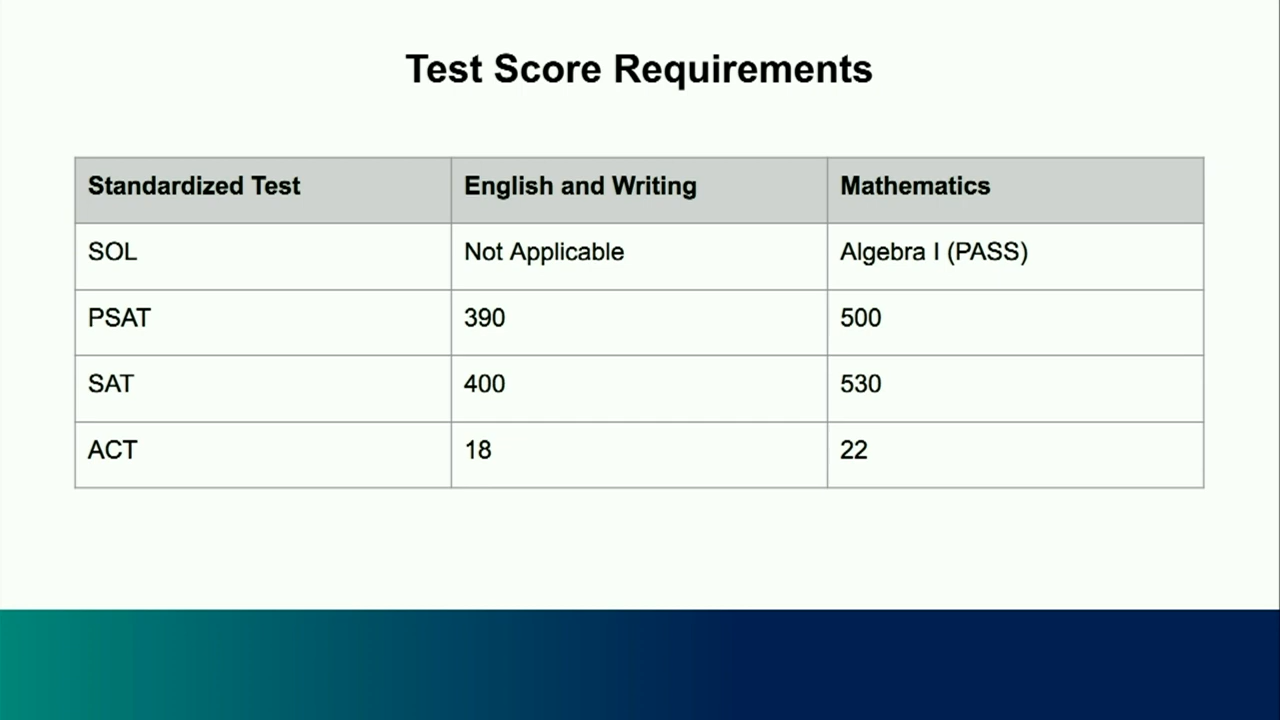 Test Score Requirements
Standardized Test English and Writing Mathematics
SOL Not Applicable Algebra I (PASS)
PSAT 390 500
SAT 400 530
ACT 18 22